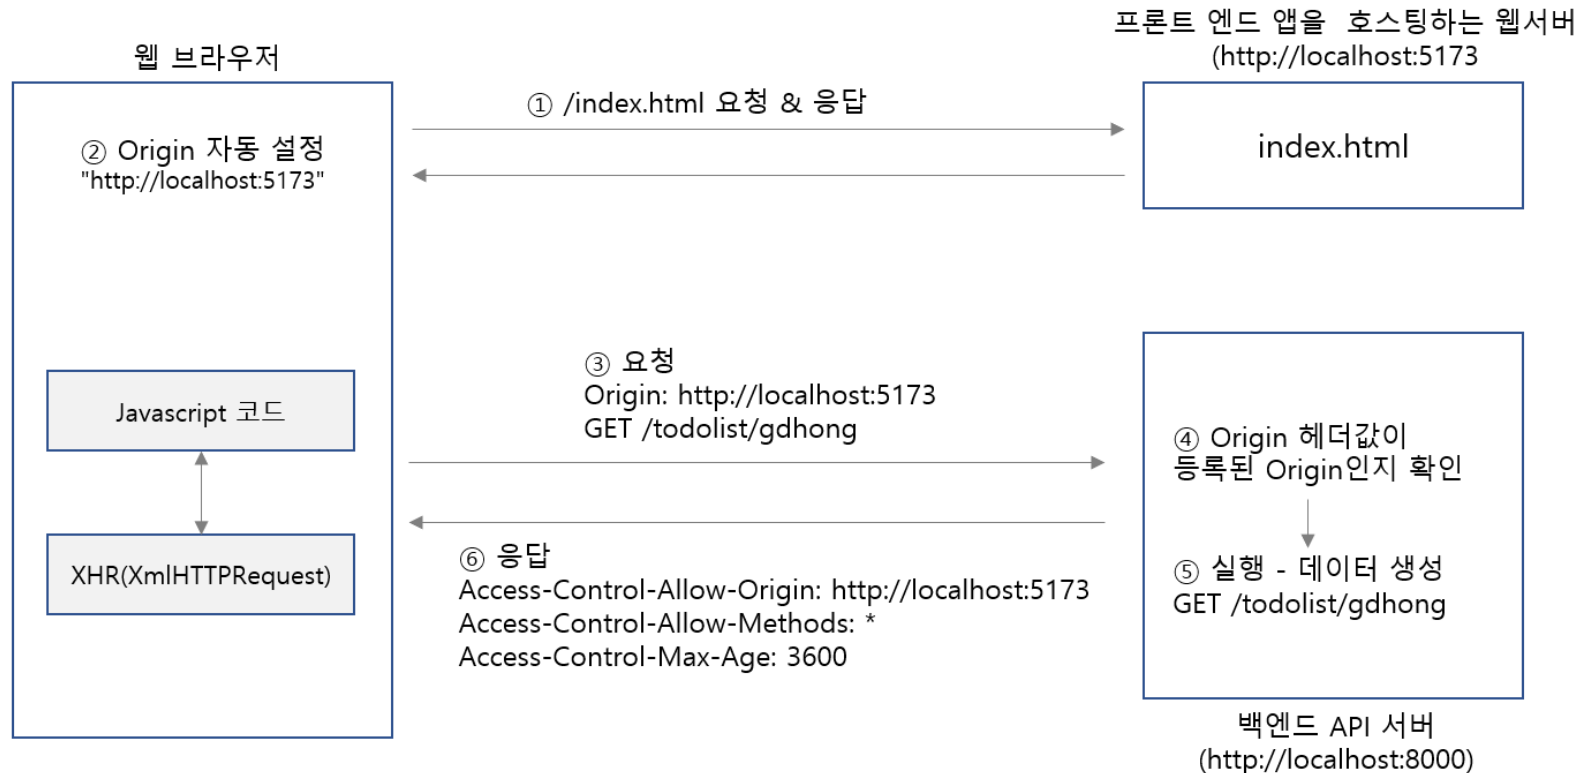 프론트 엔드 앱을 호스팅하는 웹서버
(http://localhost:5173
웹 브라우저
① /index.html 요청 & 응답
② Origin 자동 설정
"http://localhost:5173"
index.html
③ 요청
Origin: http://localhost:5173
GET /todolist/gdhong
Javascript 코드
XHR(XmlHTTPRequest)
④ Origin 헤더값이
등록된 Origin인지 확인
⑤ 실행 - 데이터 생성
GET /todolist/gdhong
⑥ 응답
Access-Control-Allow-Origin: http://localhost:5173
Access-Control-Allow-Methods: *
Access-Control-Max-Age: 3600
백엔드 API 서버
(http://localhost:8000)